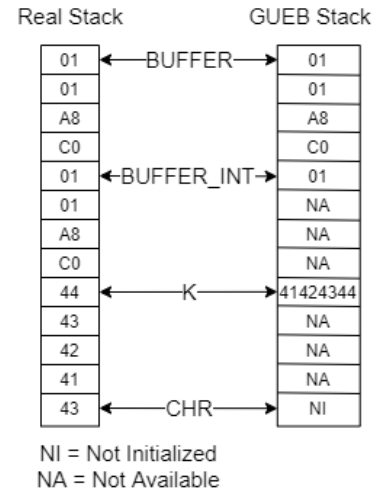 Real Stack GUEB Stack
01 BUFFER 01
01 01
A8 A8
C0 C0
01 BUFFER_INT 01
01 NA
A8 NA
C0 NA
44 K 41424344
43 NA
42 NA
41 NA
43 CHR NI
NI = Not Initialized
NA = Not Available